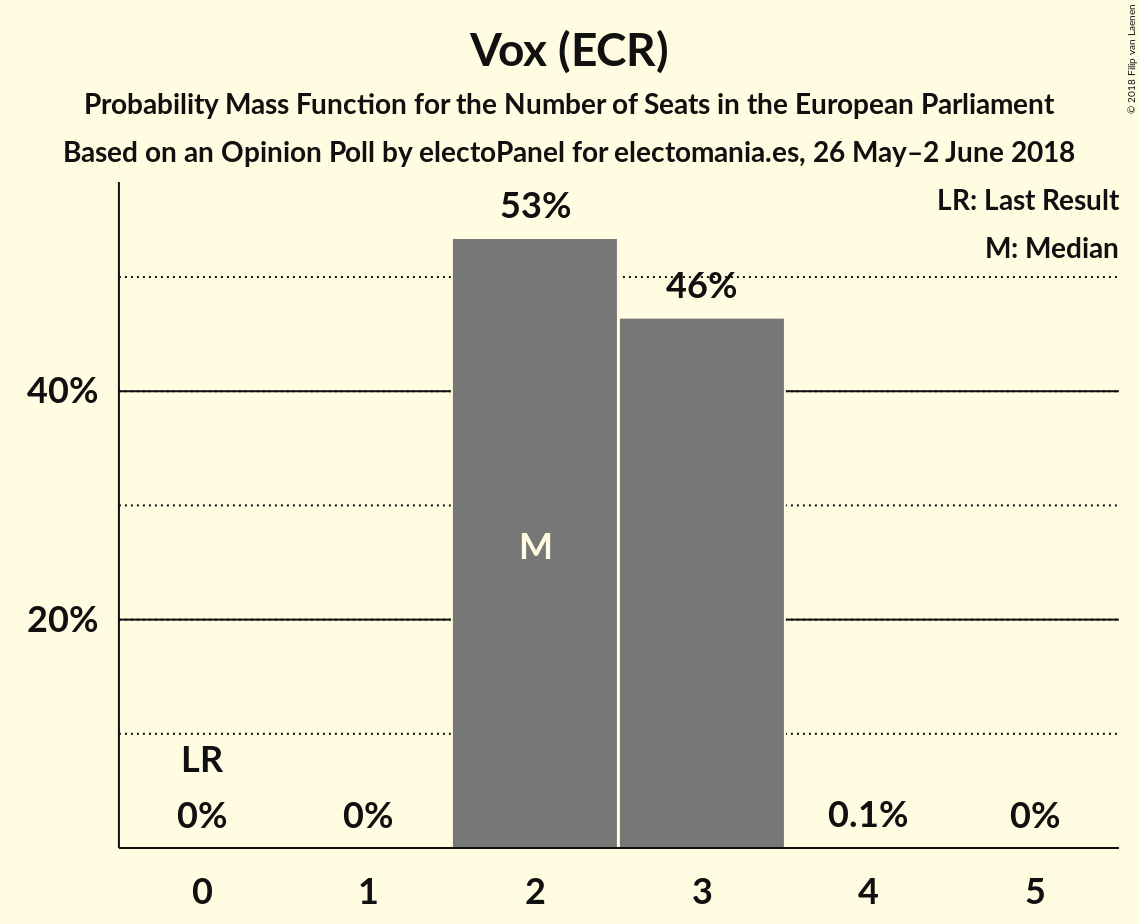 Vox (ECR)
Probability Mass Function for the Number of Seats in the European Parliament
Based on an Opinion Poll by electoPanel for electomania.es, 26 May–2 June 2018
© 2018 Filip van Laenen
LR: Last Result
M: Median
53%
46%
40%
M
20%
LR
0%
0%
0.1%
0%
0
1
2
3
4
5